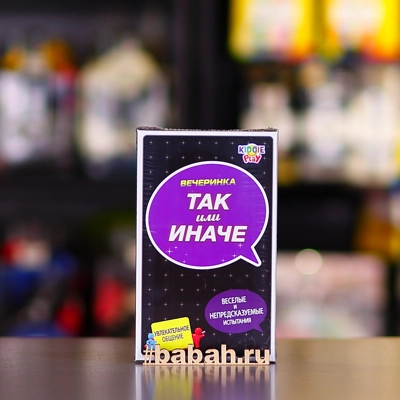 KIDDIE
PLAY
ВЕЧЕРИНКА
ТАК
или
ИНАЧЕ
ВЕСЕЛЫЕ
и
НЕПРЕДСКАЗУЕМЫЕ
ИСПЫТАНИЯ
УВЛЕКАТЕЛЬНОЕ
ОБЩЕНИЕ
#babah.ru